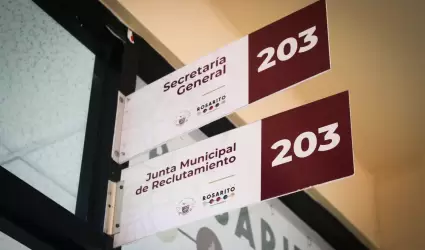 Secretaría
General
203
ROSARITO
Junta Municipal
de Reclutamiento
203
ROSARITO